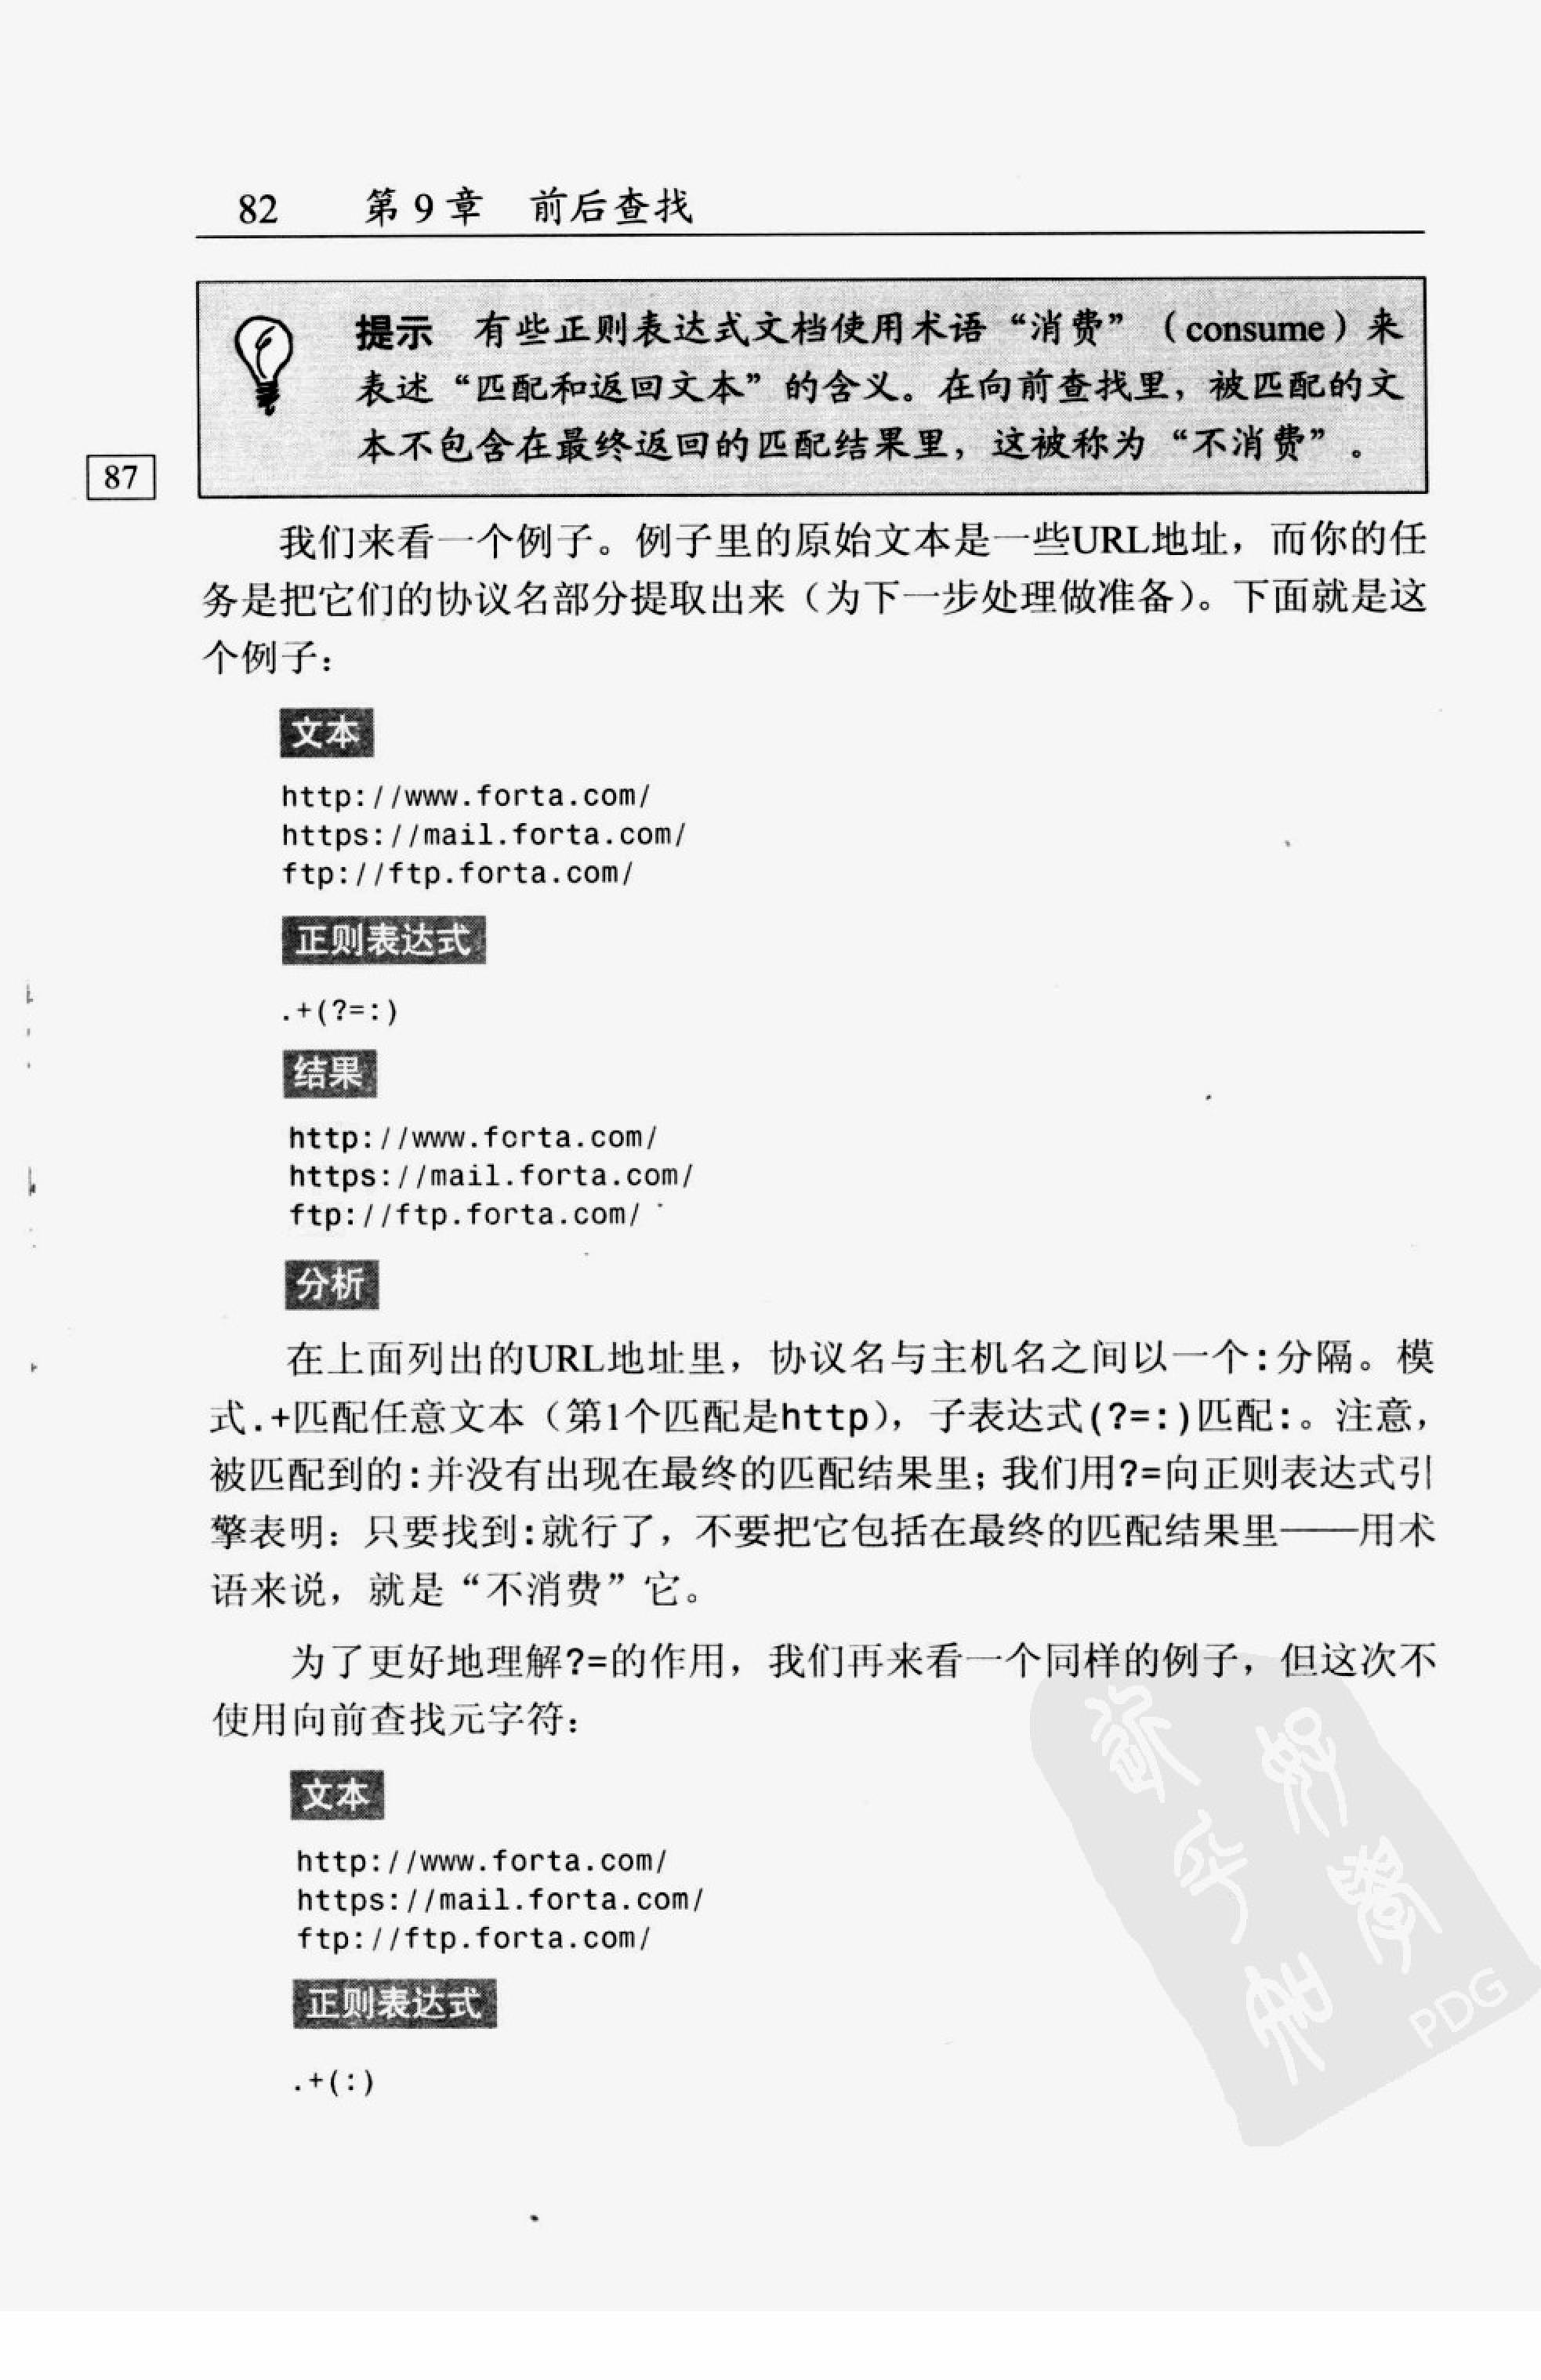 82 第9章 前后查找
提示 有些正则表达式文档使用术语“消费”（consume）来
表述“匹配和返回文本”的含义。在向前查找里，被匹配的文
本不包含在最终返回的匹配结果里，这被称为“不消费”。
87
我们来看一个例子。例子里的原始文本是一些URL地址，而你的任
务是把它们的协议名部分提取出来（为下一步处理做准备）。下面就是这
个例子：
文本
http://www.forta.com/
https://mail.forta.com/
ftp://ftp.forta.com/
正则表达式
.+(?=:)
结果
http://www.forta.com/
https://mail.forta.com/
ftp://ftp.forta.com/
分析
在上面列出的URL地址里，协议名与主机名之间以一个:分隔。模
式.+匹配任意文本（第1个匹配是http），子表达式(?=:)匹配:。注意，
被匹配到的:并没有出现在最终的匹配结果里；我们用?=向正则表达式引
擎表明：只要找到:就行了，不要把它包括在最终的匹配结果里——用术
语来说，就是“不消费”它。
为了更好地理解?=的作用，我们再来看一个同样的例子，但这次不
使用向前查找元字符：
文本
http://www.forta.com/
https://mail.forta.com/
ftp://ftp.forta.com/
正则表达式
.+(:)
PDG